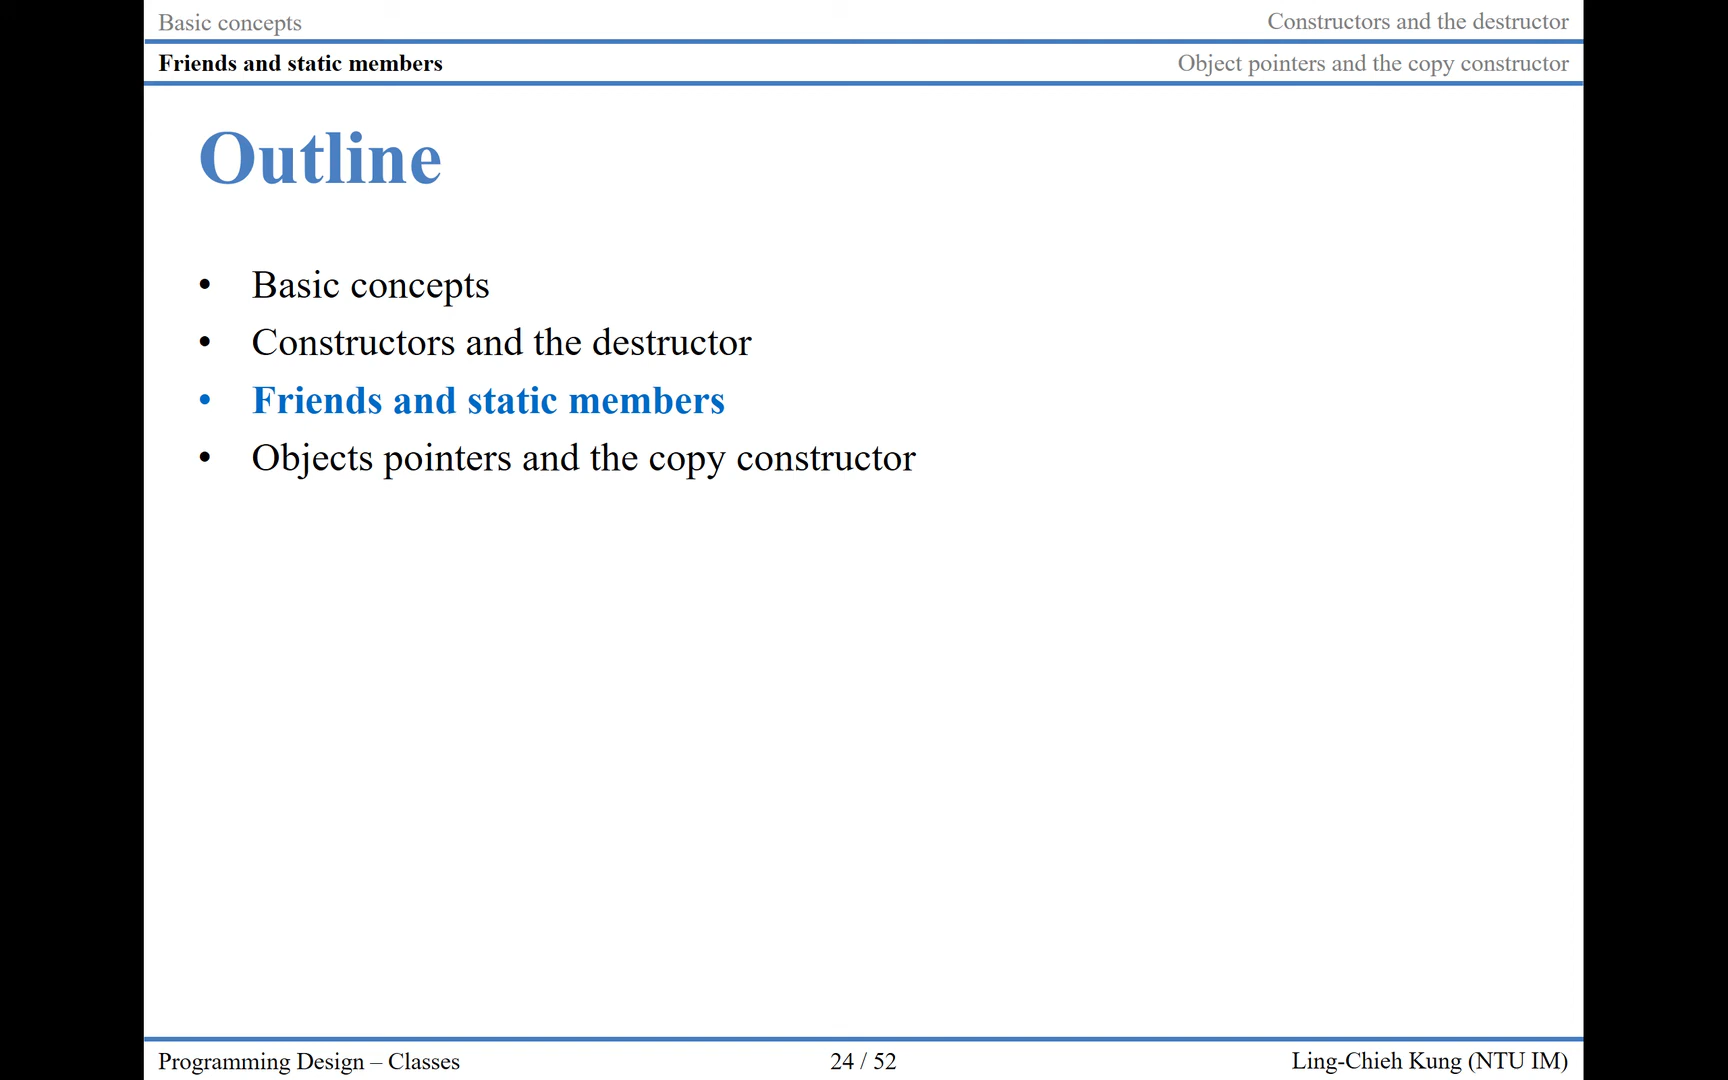 Basic concepts
Constructors and the destructor
Friends and static members
Object pointers and the copy constructor
Outline
• Basic concepts
• Constructors and the destructor
• Friends and static members
• Objects pointers and the copy constructor
Programming Design – Classes
24 / 52
Ling-Chieh Kung (NTU IM)